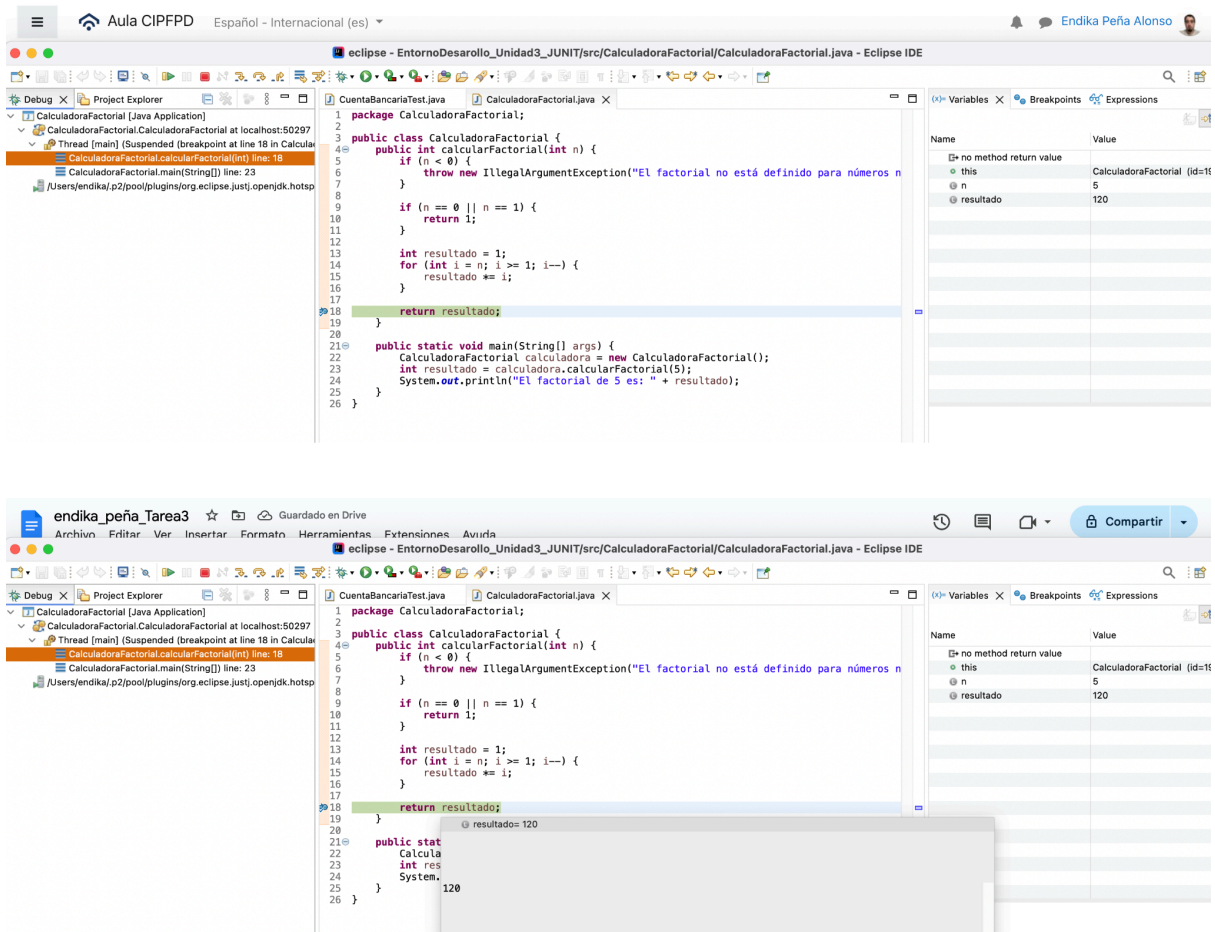 Aula CIPFPD Español - Internacional (es) Endika Peña Alonso
eclipse - EntornoDesarollo_Unidad3_JUNIT/src/CalculadoraFactorial/CalculadoraFactorial.java - Eclipse IDE
Debug Project Explorer
CalculadoraFactorial [Java Application]
CalculadoraFactorial.CalculadoraFactorial at localhost:50297
Thread [main] (Suspended (breakpoint at line 18 in Calcula
CalculadoraFactorial.calcularFactorial(int) line: 18
CalculadoraFactorial.main(String[]) line: 23
/Users/endika/.p2/pool/plugins/org.eclipse.justj.openjdk.hotsp
CuentaBancariaTest.java CalculadoraFactorial.java
1 package CalculadoraFactorial;
2
3 public class CalculadoraFactorial {
4 public int calcularFactorial(int n) {
5 if (n < 0) {
6 throw new IllegalArgumentException("El factorial no está definido para números n
7 }
8
9 if (n == 0 || n == 1) {
10 return 1;
11 }
12
13 int resultado = 1;
14 for (int i = n; i >= 1; i--) {
15 resultado *= i;
16 }
17
18 return resultado;
19 }
20
21 public static void main(String[] args) {
22 CalculadoraFactorial calculadora = new CalculadoraFactorial();
23 int resultado = calculadora.calcularFactorial(5);
24 System.out.println("El factorial de 5 es: " + resultado);
25 }
26 }
(x)= Variables Breakpoints Expressions
Name Value
no method return value
this CalculadoraFactorial (id=19
n 5
resultado 120
endika_peña_Tarea3 Guardado en Drive
Archivo Editar Ver Insertar Formato Herramientas Extensiones Ayuda
Compartir
eclipse - EntornoDesarollo_Unidad3_JUNIT/src/CalculadoraFactorial/CalculadoraFactorial.java - Eclipse IDE
Debug Project Explorer
CalculadoraFactorial [Java Application]
CalculadoraFactorial.CalculadoraFactorial at localhost:50297
Thread [main] (Suspended (breakpoint at line 18 in Calcula
CalculadoraFactorial.calcularFactorial(int) line: 18
CalculadoraFactorial.main(String[]) line: 23
/Users/endika/.p2/pool/plugins/org.eclipse.justj.openjdk.hotsp
CuentaBancariaTest.java CalculadoraFactorial.java
1 package CalculadoraFactorial;
2
3 public class CalculadoraFactorial {
4 public int calcularFactorial(int n) {
5 if (n < 0) {
6 throw new IllegalArgumentException("El factorial no está definido para números n
7 }
8
9 if (n == 0 || n == 1) {
10 return 1;
11 }
12
13 int resultado = 1;
14 for (int i = n; i >= 1; i--) {
15 resultado *= i;
16 }
17
18 return resultado;
19 }
20
21 public stat
22 Calcula
23 int res
24 System.
25 }
26 }
resultado= 120
120
(x)= Variables Breakpoints Expressions
Name Value
no method return value
this CalculadoraFactorial (id=19
n 5
resultado 120